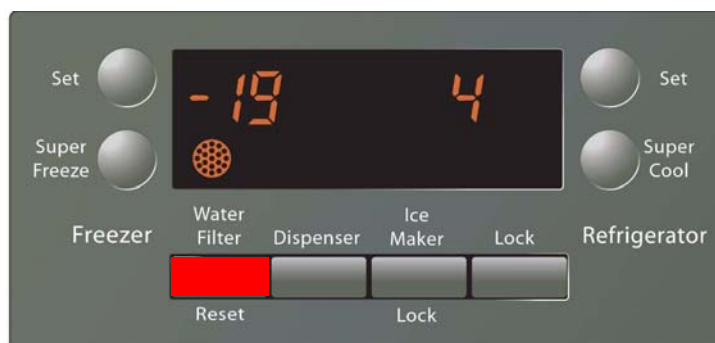 Set
-19
4
Set
Super
Freeze
Super
Cool
Freezer
Water
Filter
Dispenser
Ice
Maker
Lock
Refrigerator
Reset
Lock